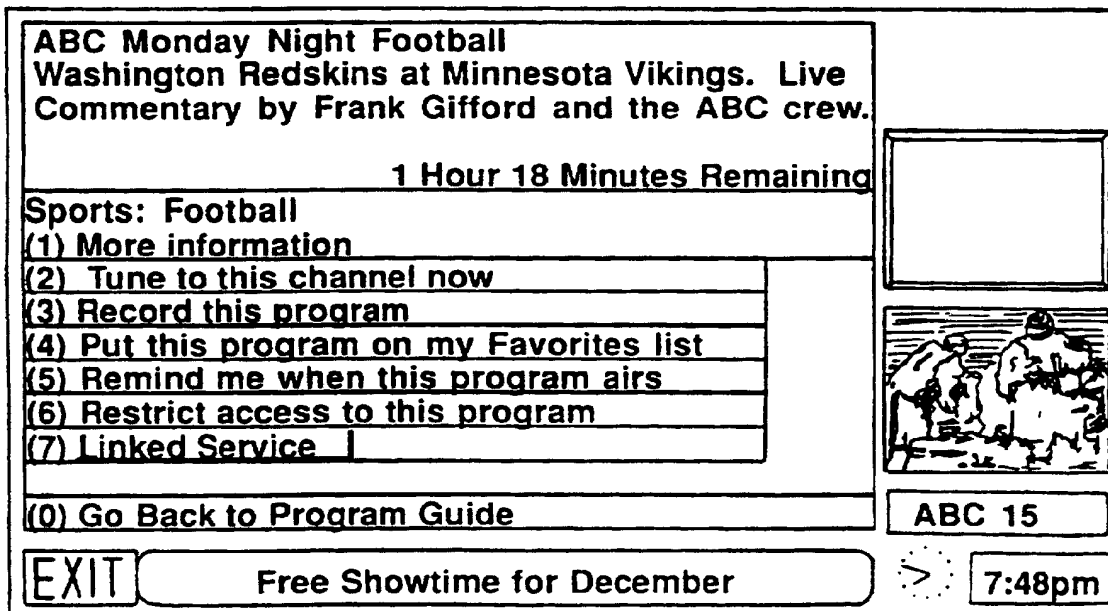 ABC Monday Night Football
Washington Redskins at Minnesota Vikings. Live
Commentary by Frank Gifford and the ABC crew.
1 Hour 18 Minutes Remaining
Sports: Football
(1) More information
(2) Tune to this channel now
(3) Record this program
(4) Put this program on my Favorites list
(5) Remind me when this program airs
(6) Restrict access to this program
(7) Linked Service
(0) Go Back to Program Guide
ABC 15
EXIT
Free Showtime for December
7:48pm